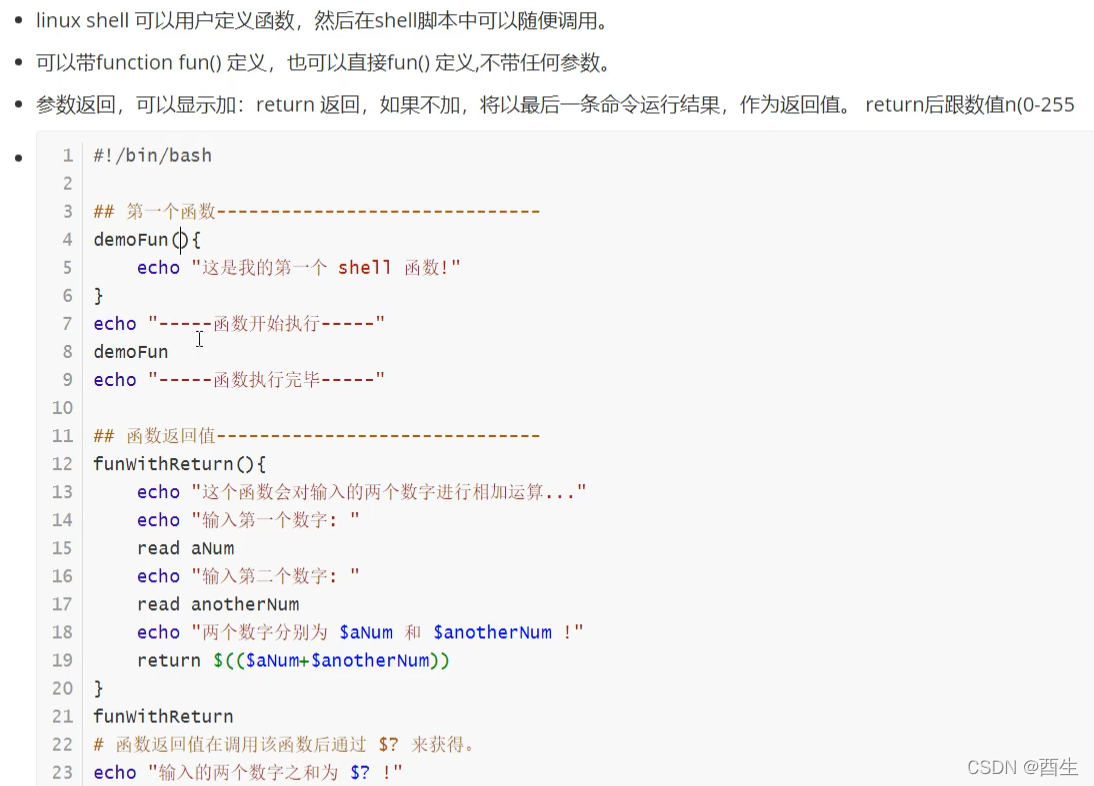 linux shell 可以用户定义函数，然后在shell脚本中可以随便调用。
可以带function fun() 定义，也可以直接fun() 定义,不带任何参数。
参数返回，可以显示加：return 返回，如果不加，将以最后一条命令运行结果，作为返回值。 return后跟数值n(0-255
1 #!/bin/bash
2
3 ## 第一个函数------------------------------
4 demoFun(){
5     echo "这是我的第一个 shell 函数!"
6 }
7 echo "-----函数开始执行-----"
8 demoFun
9 echo "-----函数执行完毕-----"
10
11 ## 函数返回值------------------------------
12 funWithReturn(){
13     echo "这个函数会对输入的两个数字进行相加运算..."
14     echo "输入第一个数字: "
15     read aNum
16     echo "输入第二个数字: "
17     read anotherNum
18     echo "两个数字分别为 $aNum 和 $anotherNum !"
19     return $(($aNum+$anotherNum))
20 }
21 funWithReturn
22 # 函数返回值在调用该函数后通过 $? 来获得。
23 echo "输入的两个数字之和为 $? !"
CSDN @酉生